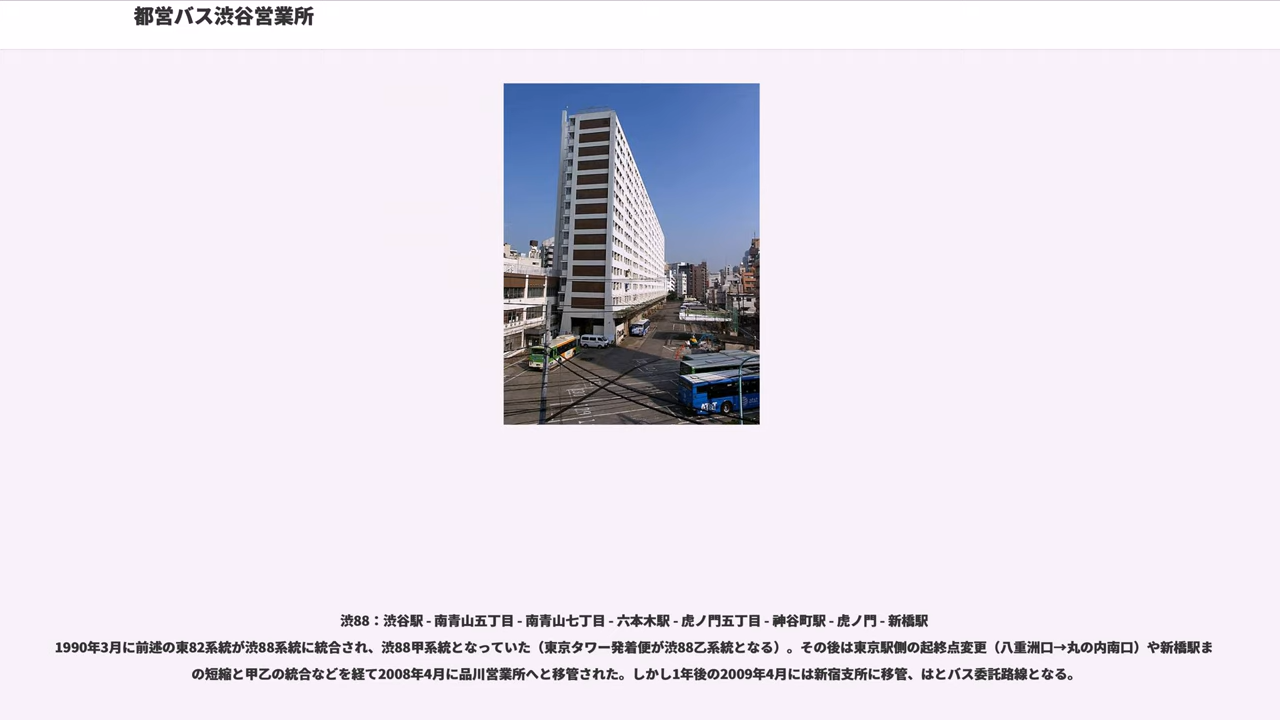 都営バス渋谷営業所
渋88：渋谷駅 - 南青山五丁目 - 南青山七丁目 - 六本木駅 - 虎ノ門五丁目 - 神谷町駅 - 虎ノ門 - 新橋駅
1990年3月に前述の東82系統が渋88系統に統合され、渋88甲系統となっていた（東京タワー発着便が渋88乙系統となる）。その後は東京駅側の起終点変更（八重洲口→丸の内南口）や新橋駅ま
の短縮と甲乙の統合などを経て2008年4月に品川営業所へと移管された。しかし1年後の2009年4月には新宿支所に移管、はとバス委託路線となる。